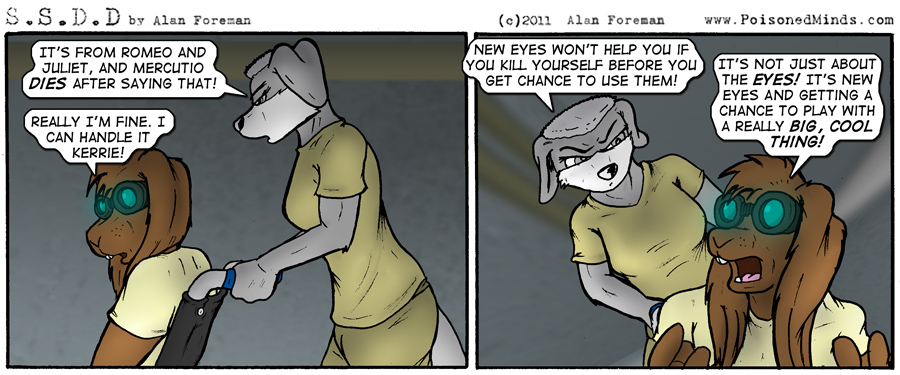 S.S.D.D by Alan Foreman
(c)2011 Alan Foreman www.PoisonedMinds.com
IT'S FROM ROMEO AND
JULIET, AND MERCUTIO
DIES AFTER SAYING THAT!
REALLY I'M FINE. I
CAN HANDLE IT
KERRIE!
NEW EYES WON'T HELP YOU IF
YOU KILL YOURSELF BEFORE YOU
GET CHANCE TO USE THEM!
IT'S NOT JUST ABOUT
THE EYES! IT'S NEW
EYES AND GETTING A
CHANCE TO PLAY WITH
A REALLY BIG, COOL
THING!